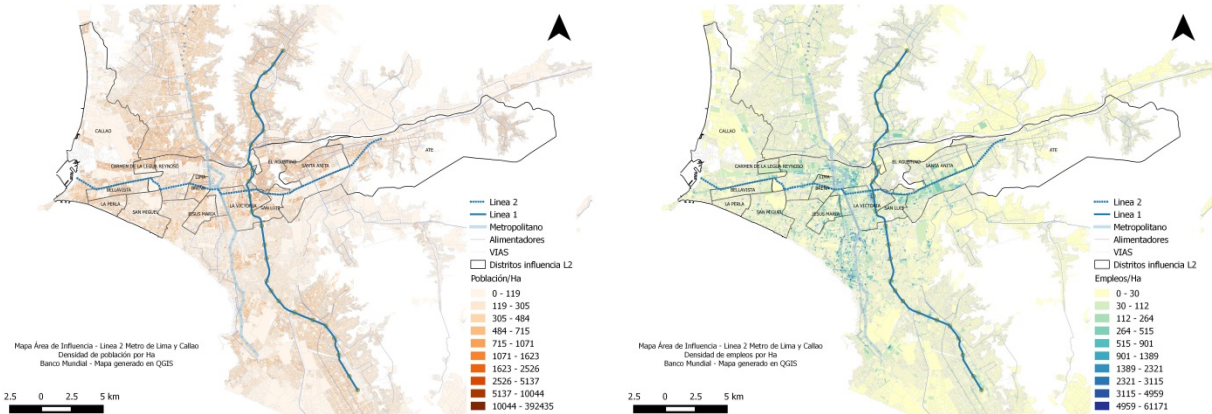 CALLAO
CARMEN DE LA LEGUA REYNOSO
BELLAVISTA
LA PERLA
SAN MIGUEL
LIMA
BREÑA
JESUS MARIA
LA VICTORIA
SAN LUIS
EL AGUSTINO
SANTA ANITA
ATE
Linea 2
Linea 1
Metropolitano
Alimentadores
VIAS
Distritos influencia L2
Población/Ha
0 - 119
119 - 305
305 - 484
484 - 715
715 - 1071
1071 - 1623
1623 - 2526
2526 - 5137
5137 - 10044
10044 - 392435
Mapa Área de Influencia - Linea 2 Metro de Lima y Callao
Densidad de población por Ha
Banco Mundial - Mapa generado en QGIS
2.5 0 2.5 5 km
CALLAO
CARMEN DE LA LEGUA REYNOSO
BELLAVISTA
LA PERLA
SAN MIGUEL
LIMA
BREÑA
JESUS MARIA
LA VICTORIA
SAN LUIS
EL AGUSTINO
SANTA ANITA
ATE
Linea 2
Linea 1
Metropolitano
Alimentadores
VIAS
Distritos influencia L2
Empleos/Ha
0 - 30
30 - 112
112 - 264
264 - 515
515 - 901
901 - 1389
1389 - 2321
2321 - 3115
3115 - 4959
4959 - 61171
Mapa Área de Influencia - Linea 2 Metro de Lima y Callao
Densidad de empleos por Ha
Banco Mundial - Mapa generado en QGIS
2.5 0 2.5 5 km